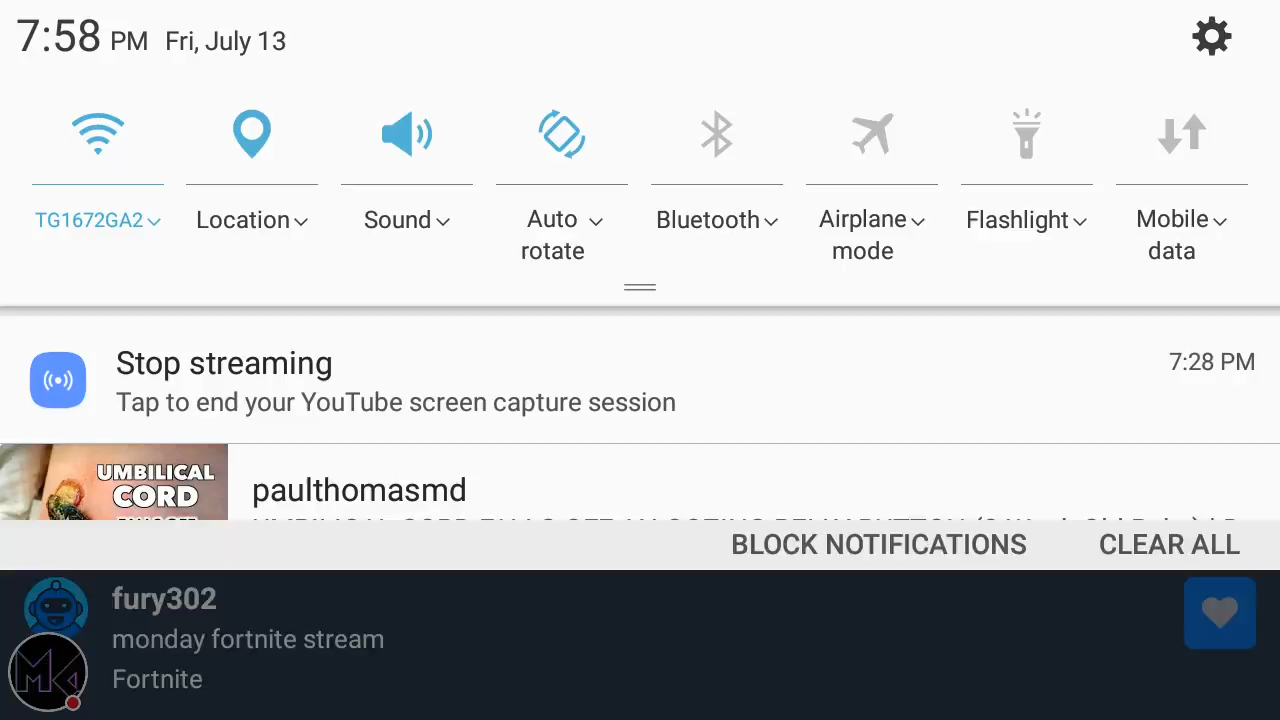 7:58 PM Fri, July 13
TG1672GA2
Location
Sound
Auto
rotate
Bluetooth
Airplane
mode
Flashlight
Mobile
data
Stop streaming
7:28 PM
Tap to end your YouTube screen capture session
UMBILICAL
CORD
paulthomasmd
BLOCK NOTIFICATIONS
CLEAR ALL
fury302
monday fortnite stream
Fortnite
MK